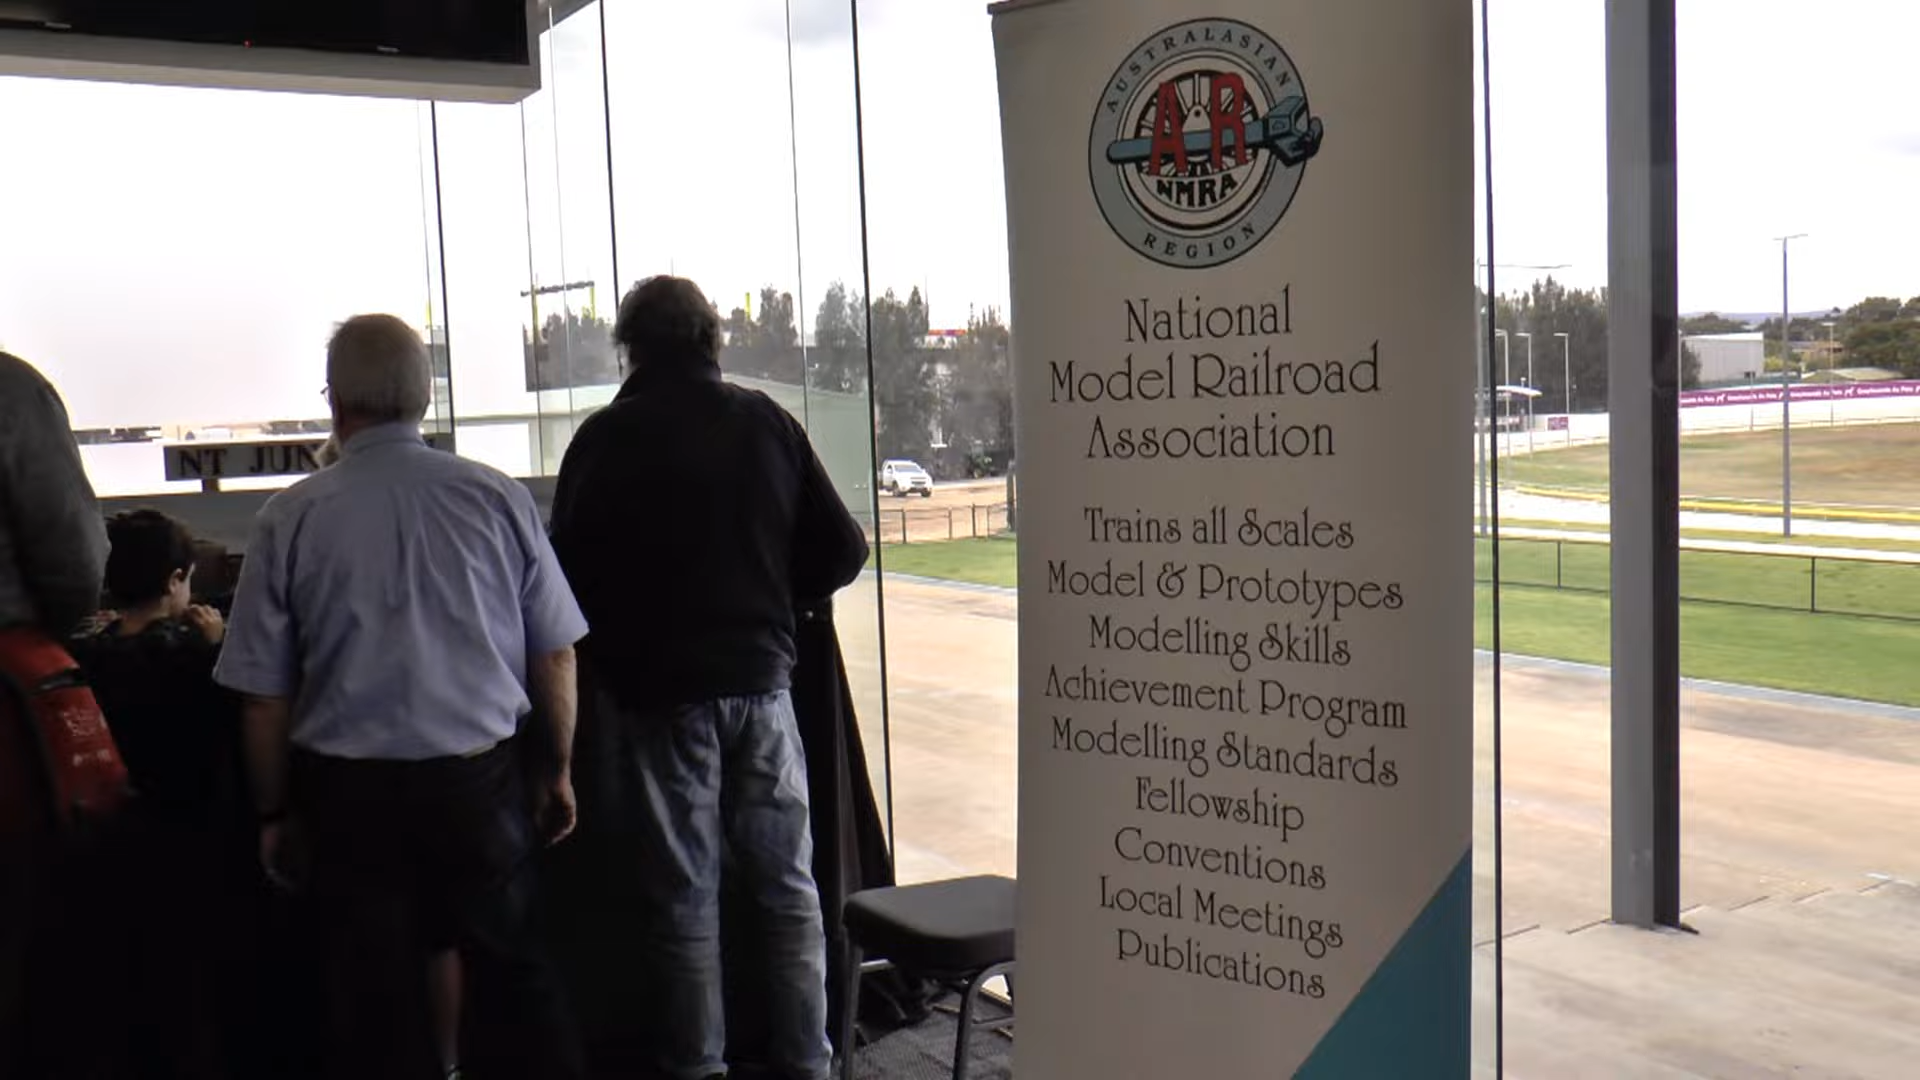 AUSTRALASIAN
AR
NMRA
REGION
National
Model Railroad
Association
Trains all Scales
Model & Prototypes
Modelling Skills
Achievement Program
Modelling Standards
Fellowship
Conventions
Local Meetings
Publications
NT JUN